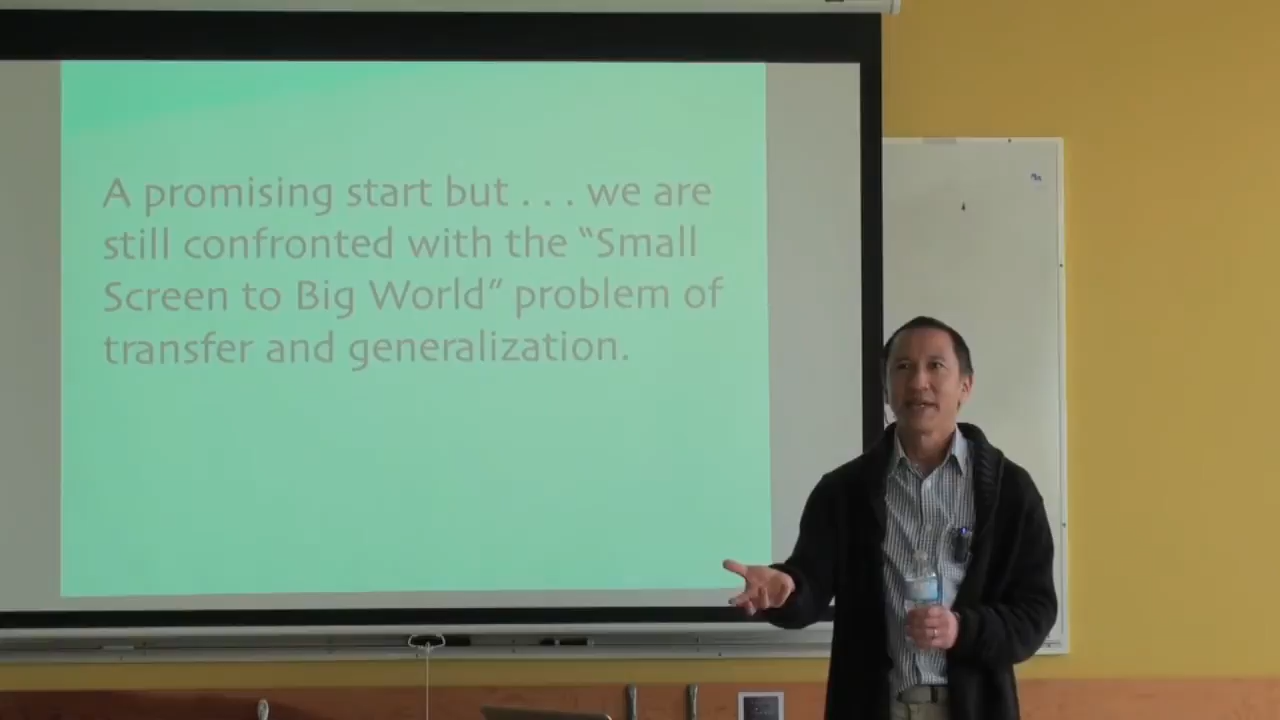 A promising start but . . . we are
still confronted with the “Small
Screen to Big World” problem of
transfer and generalization.